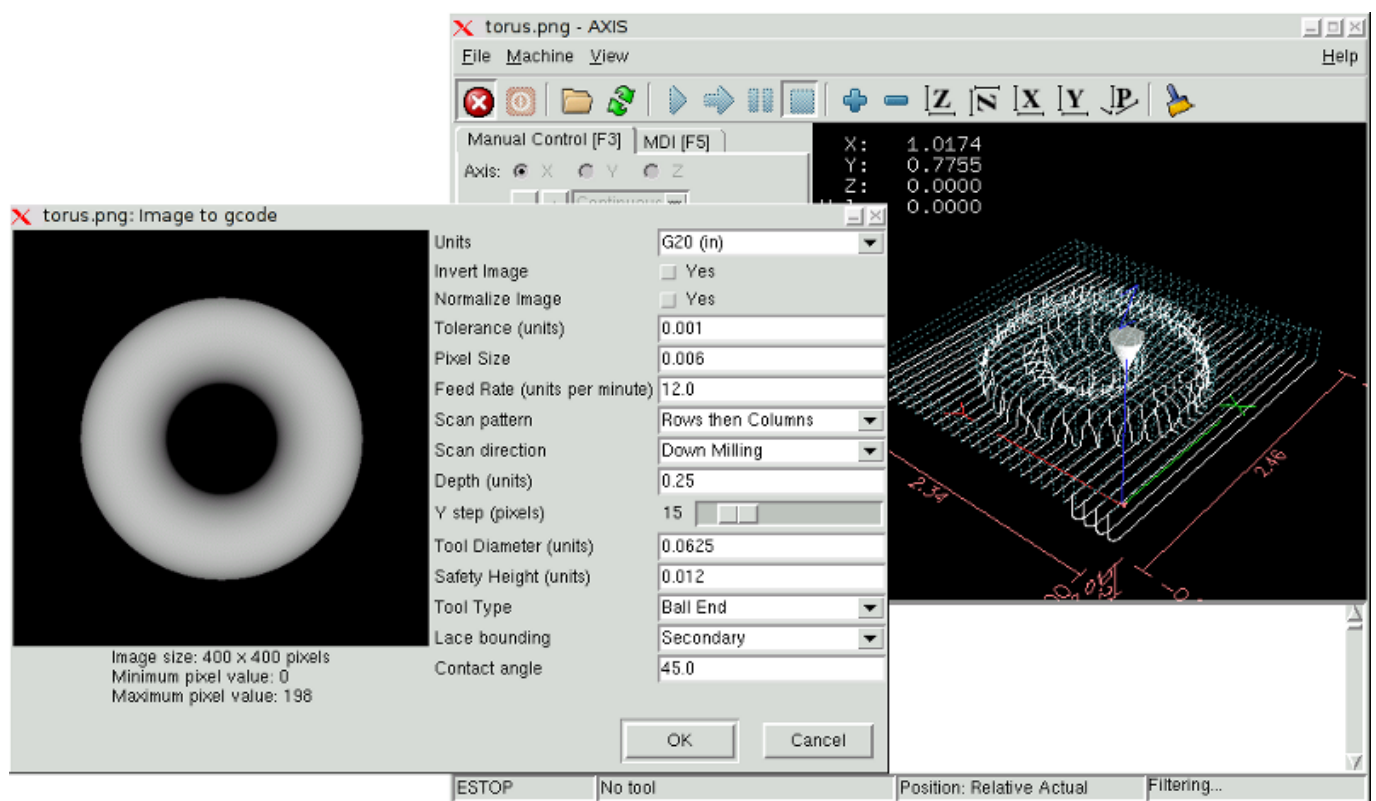 torus.png - AXIS
File Machine View Help
Z N X Y P
Manual Control [F3] MDI [F5]
Axis: X Y Z
Continuous
X: 1.0174
Y: 0.7755
Z: 0.0000
0.0000
torus.png: Image to gcode
Units G20 (in)
Invert Image Yes
Normalize Image Yes
Tolerance (units) 0.001
Pixel Size 0.006
Feed Rate (units per minute) 12.0
Scan pattern Rows then Columns
Scan direction Down Milling
Depth (units) 0.25
Y step (pixels) 15
Tool Diameter (units) 0.0625
Safety Height (units) 0.012
Tool Type Ball End
Lace bounding Secondary
Contact angle 45.0
Image size: 400 x 400 pixels
Minimum pixel value: 0
Maximum pixel value: 198
OK Cancel
X
Y
2.34
2.46
ESTOP No tool Position: Relative Actual Filtering...